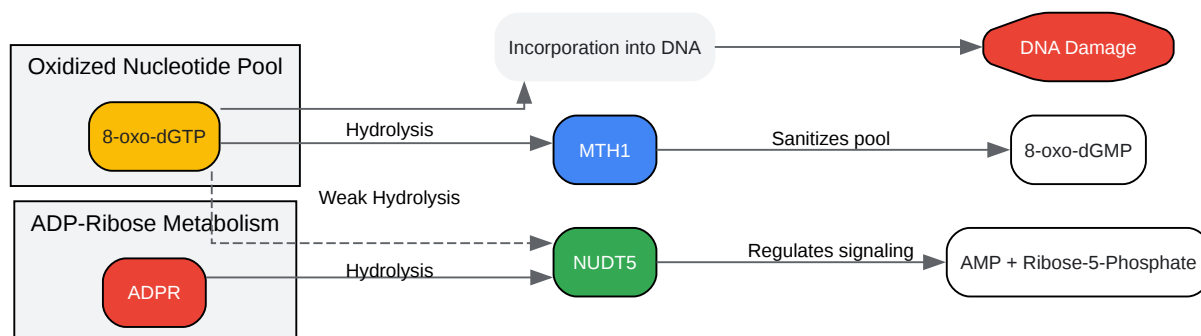 Oxidized Nucleotide Pool
8-oxo-dGTP
Incorporation into DNA
DNA Damage
Hydrolysis
MTH1
Sanitizes pool
8-oxo-dGMP
Weak Hydrolysis
ADP-Ribose Metabolism
ADPR
Hydrolysis
NUDT5
Regulates signaling
AMP + Ribose-5-Phosphate